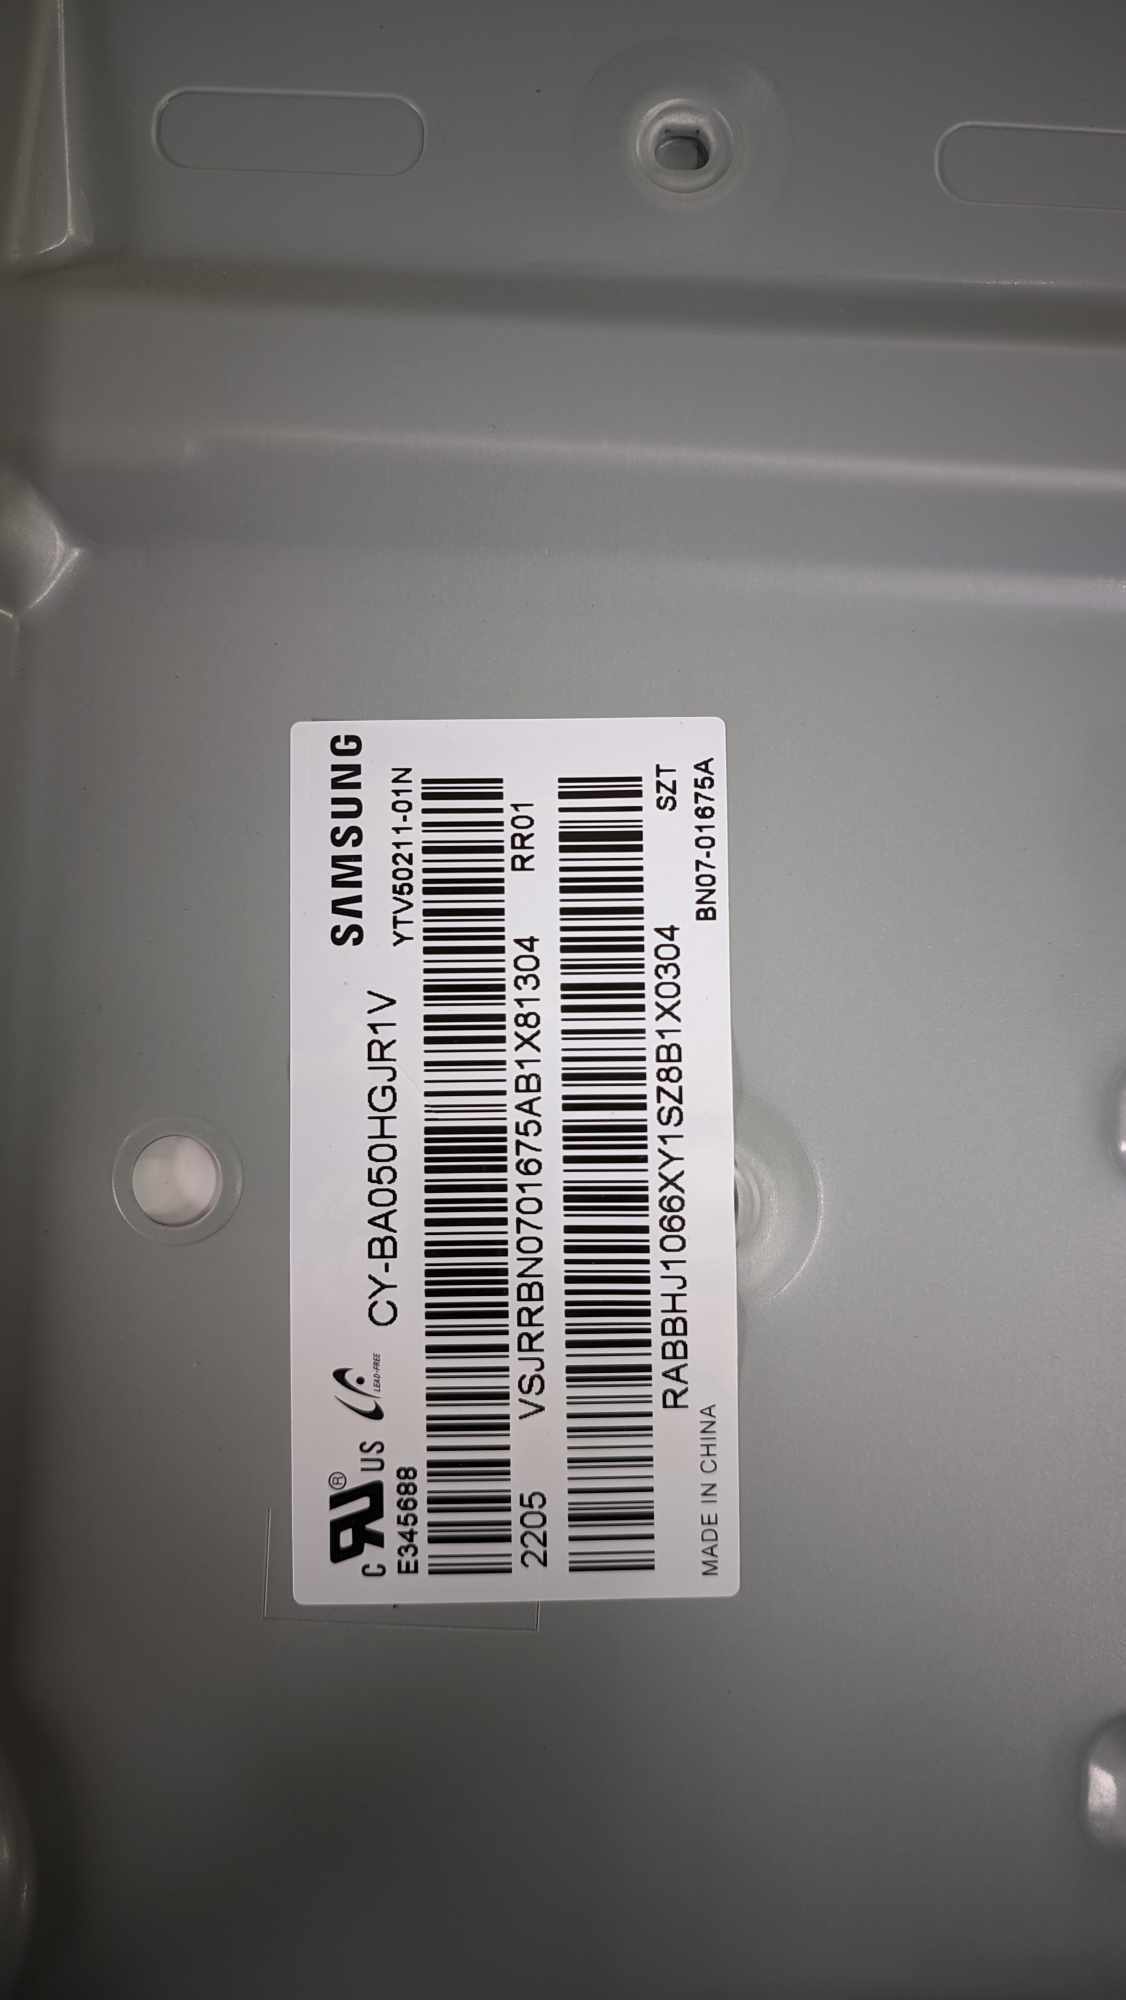 c RU® US LEAD-FREE CY-BA050HGJR1V SAMSUNG
E345688 YTV50211-01N
2205 VSJRRBN0701675AB1X81304 RR01
RABBHJ1066XY1SZ8B1X0304 SZT
MADE IN CHINA BN07-01675A